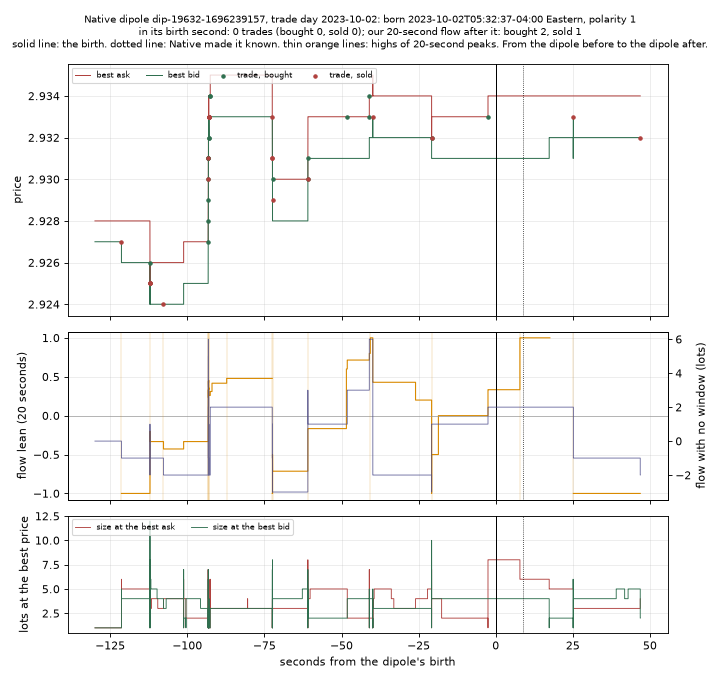 Native dipole dip-19632-1696239157, trade day 2023-10-02: born 2023-10-02T05:32:37-04:00 Eastern, polarity 1
in its birth second: 0 trades (bought 0, sold 0); our 20-second flow after it: bought 2, sold 1
solid line: the birth. dotted line: Native made it known. thin orange lines: highs of 20-second peaks. From the dipole before to the dipole after.
best ask best bid trade, bought trade, sold
2.934
2.932
2.930
2.928
2.926
2.924
price
1.0
0.5
0.0
−0.5
−1.0
flow lean (20 seconds)
6
4
2
0
−2
flow with no window (lots)
size at the best ask size at the best bid
12.5
10.0
7.5
5.0
2.5
lots at the best price
−125 −100 −75 −50 −25 0 25 50
seconds from the dipole's birth